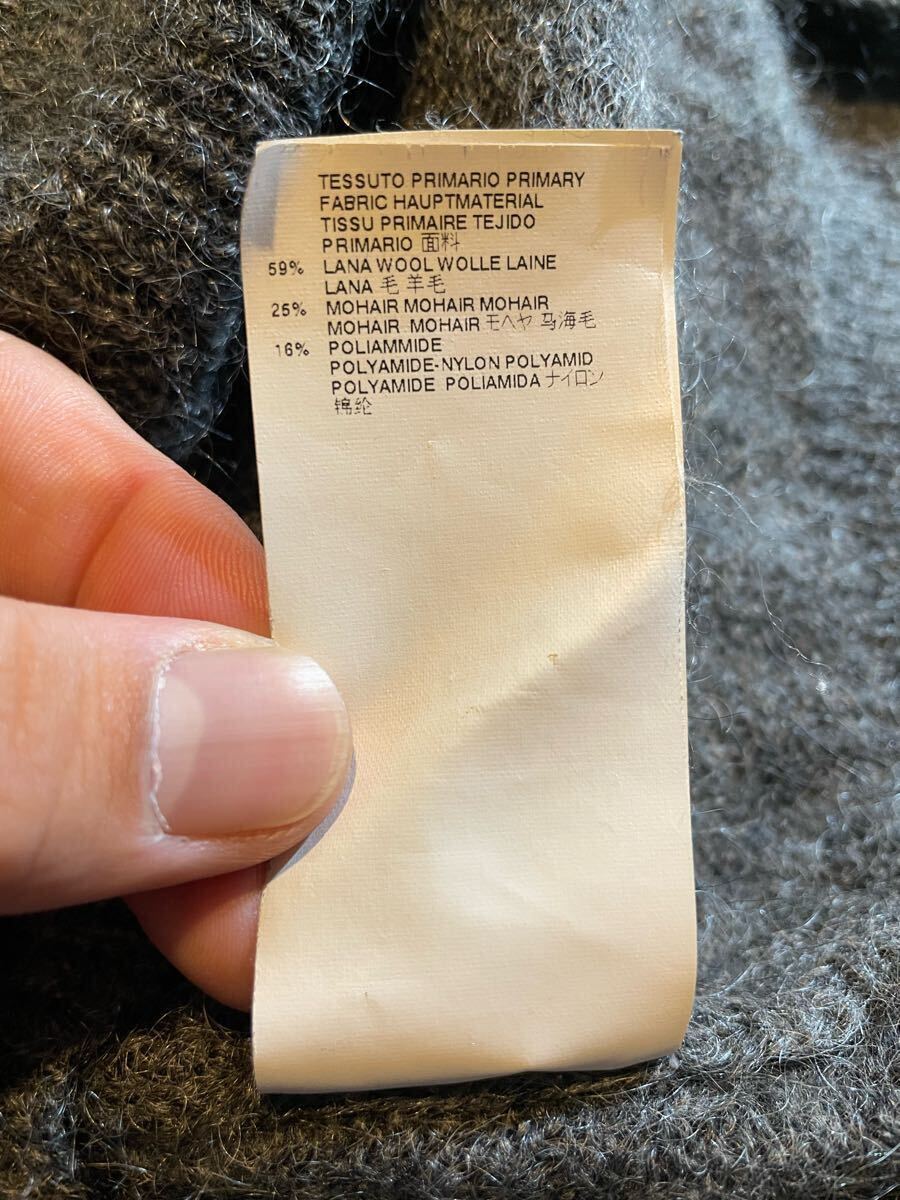 TESSUTO PRIMARIO PRIMARY
FABRIC HAUPTMATERIAL
TISSU PRIMAIRE TEJIDO
PRIMARIO 面料
59% LANA WOOL WOLLE LAINE
LANA 毛 羊毛
25% MOHAIR MOHAIR MOHAIR
MOHAIR MOHAIR モヘヤ 马海毛
16% POLIAMMIDE
POLYAMIDE-NYLON POLYAMID
POLYAMIDE POLIAMIDA ナイロン
锦纶